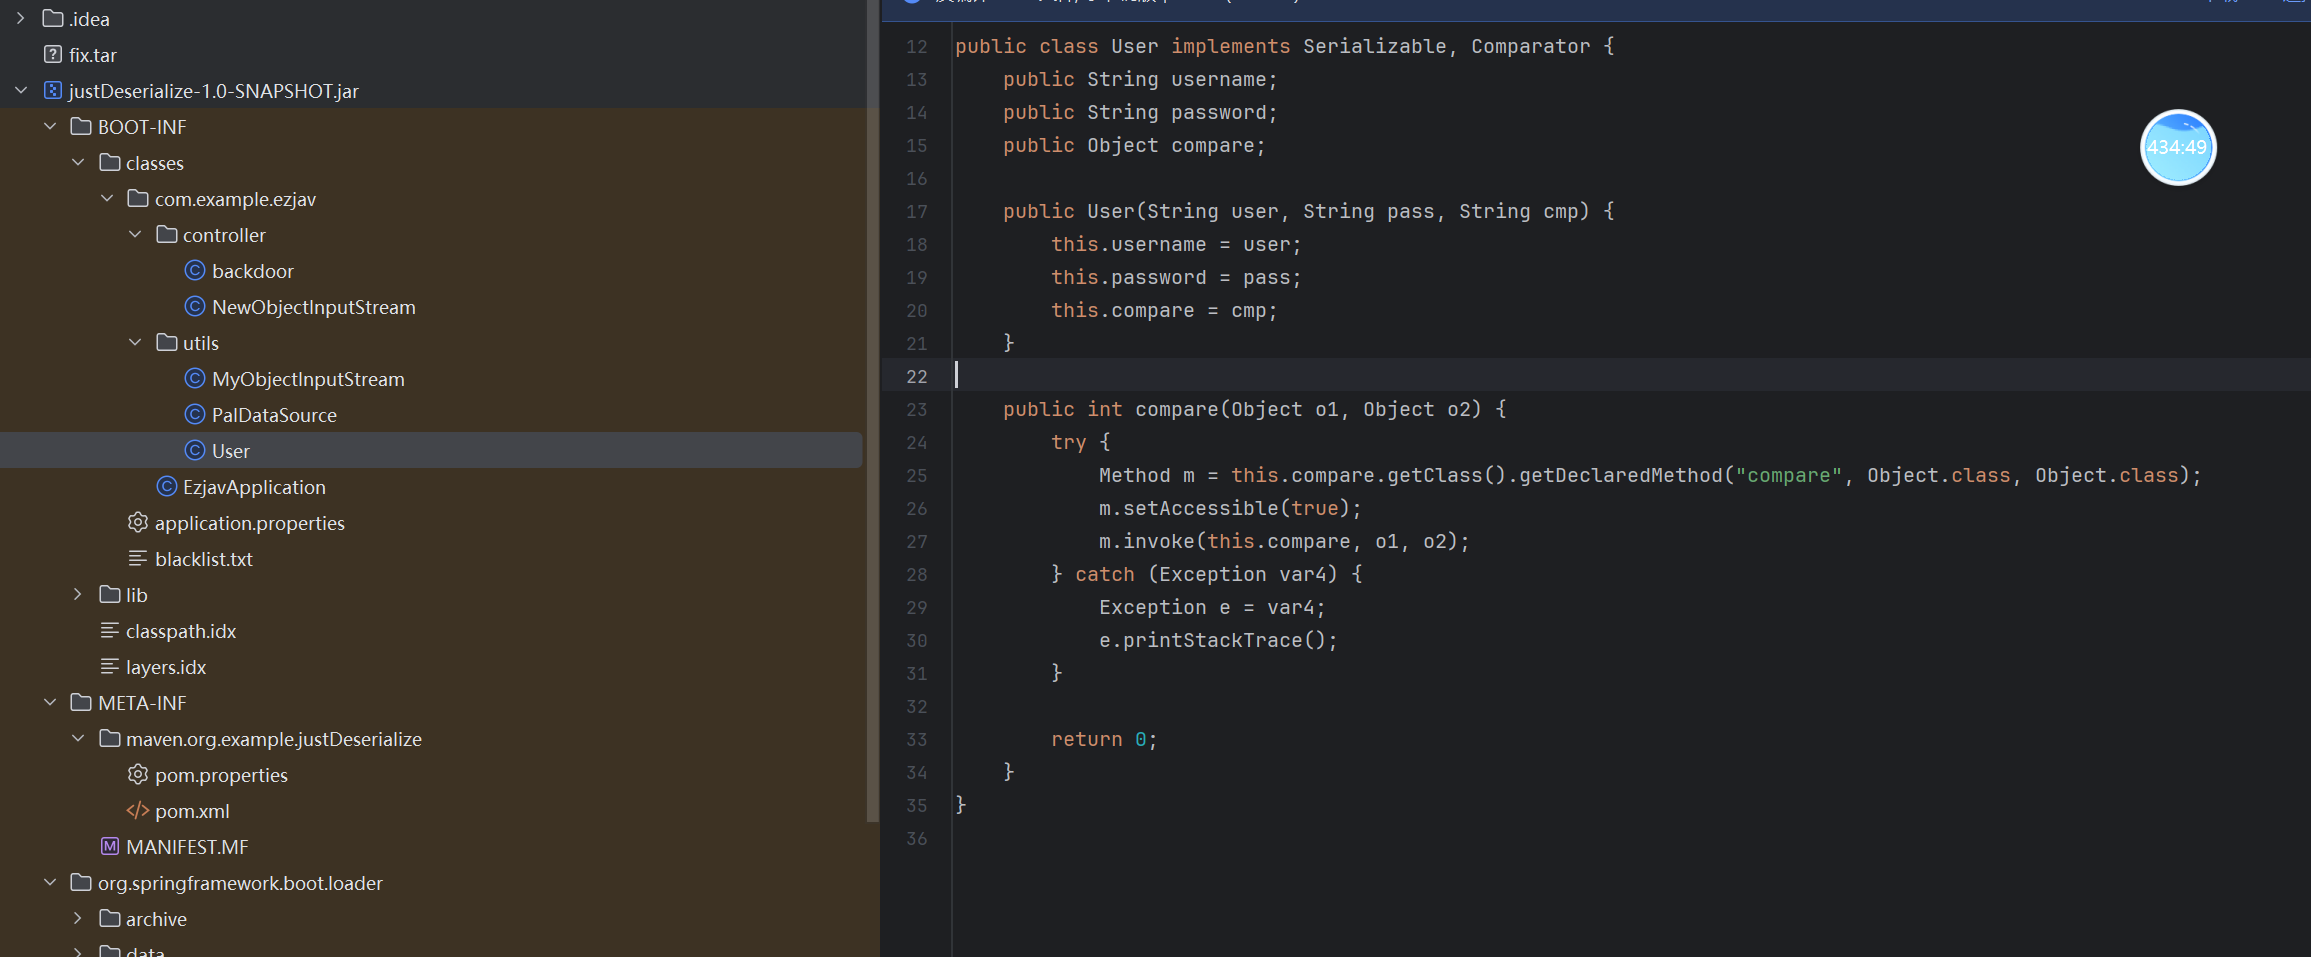 .idea
fix.tar
justDeserialize-1.0-SNAPSHOT.jar
BOOT-INF
classes
com.example.ezjav
controller
backdoor
NewObjectInputStream
utils
MyObjectInputStream
PalDataSource
User
EzjavApplication
application.properties
blacklist.txt
lib
classpath.idx
layers.idx
META-INF
maven.org.example.justDeserialize
pom.properties
pom.xml
MANIFEST.MF
org.springframework.boot.loader
archive
data
12 public class User implements Serializable, Comparator {
13 public String username;
14 public String password;
15 public Object compare;
16
17 public User(String user, String pass, String cmp) {
18 this.username = user;
19 this.password = pass;
20 this.compare = cmp;
21 }
22
23 public int compare(Object o1, Object o2) {
24 try {
25 Method m = this.compare.getClass().getDeclaredMethod("compare", Object.class, Object.class);
26 m.setAccessible(true);
27 m.invoke(this.compare, o1, o2);
28 } catch (Exception var4) {
29 Exception e = var4;
30 e.printStackTrace();
31 }
32
33 return 0;
34 }
35 }
36
434:49